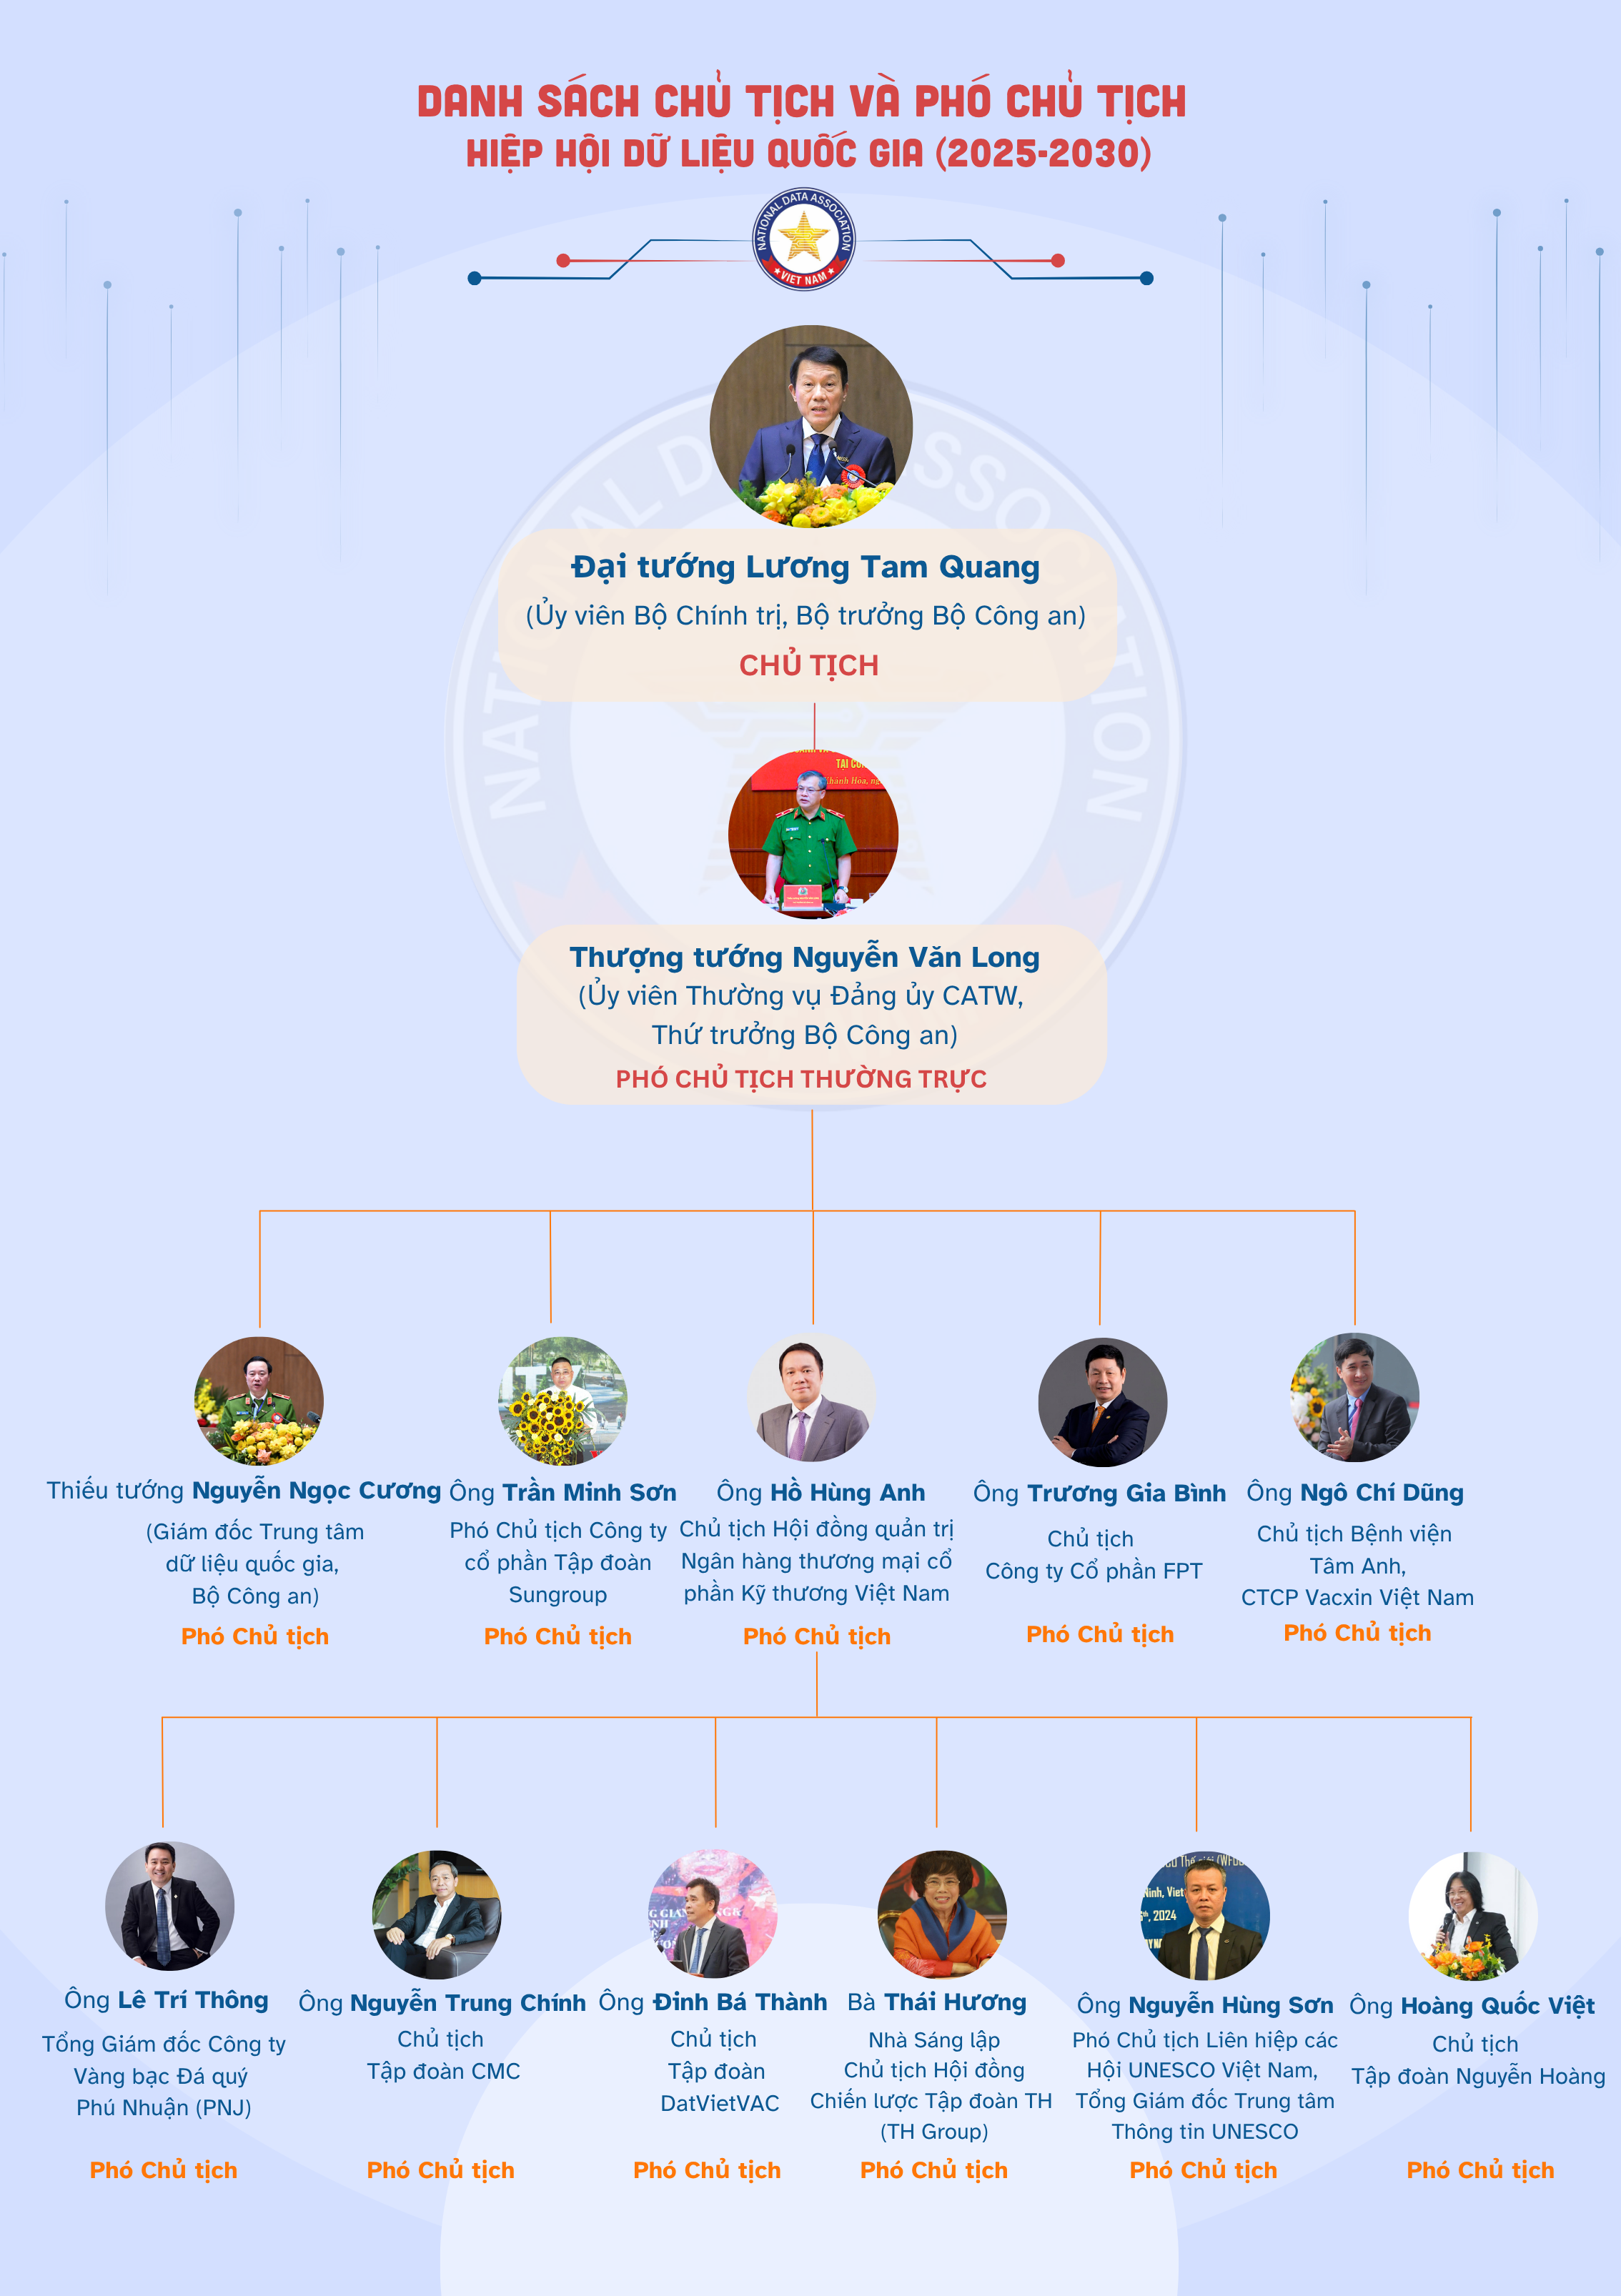 DANH SÁCH CHỦ TỊCH VÀ PHÓ CHỦ TỊCH
HIỆP HỘI DỮ LIỆU QUỐC GIA (2025-2030)
NATIONAL DATA ASSOCIATION
VIET NAM
Đại tướng Lương Tam Quang
(Ủy viên Bộ Chính trị, Bộ trưởng Bộ Công an)
CHỦ TỊCH
Thượng tướng Nguyễn Văn Long
(Ủy viên Thường vụ Đảng ủy CATW,
Thứ trưởng Bộ Công an)
PHÓ CHỦ TỊCH THƯỜNG TRỰC
Thiếu tướng Nguyễn Ngọc Cương
(Giám đốc Trung tâm
dữ liệu quốc gia,
Bộ Công an)
Phó Chủ tịch
Ông Trần Minh Sơn
Phó Chủ tịch Công ty
cổ phần Tập đoàn
Sungroup
Phó Chủ tịch
Ông Hồ Hùng Anh
Chủ tịch Hội đồng quản trị
Ngân hàng thương mại cổ
phần Kỹ thương Việt Nam
Phó Chủ tịch
Ông Trương Gia Bình
Chủ tịch
Công ty Cổ phần FPT
Phó Chủ tịch
Ông Ngô Chí Dũng
Chủ tịch Bệnh viện
Tâm Anh,
CTCP Vacxin Việt Nam
Phó Chủ tịch
Ông Lê Trí Thông
Tổng Giám đốc Công ty
Vàng bạc Đá quý
Phú Nhuận (PNJ)
Phó Chủ tịch
Ông Nguyễn Trung Chính
Chủ tịch
Tập đoàn CMC
Phó Chủ tịch
Ông Đinh Bá Thành
Chủ tịch
Tập đoàn
DatVietVAC
Phó Chủ tịch
Bà Thái Hương
Nhà Sáng lập
Chủ tịch Hội đồng
Chiến lược Tập đoàn TH
(TH Group)
Phó Chủ tịch
2024
Ông Nguyễn Hùng Sơn
Phó Chủ tịch Liên hiệp các
Hội UNESCO Việt Nam,
Tổng Giám đốc Trung tâm
Thông tin UNESCO
Phó Chủ tịch
Ông Hoàng Quốc Việt
Chủ tịch
Tập đoàn Nguyễn Hoàng
Phó Chủ tịch